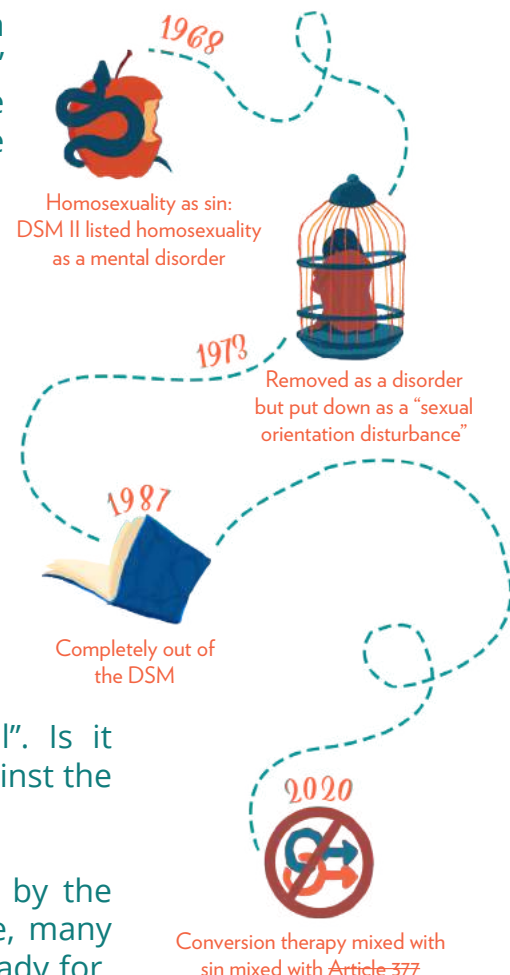 1968
Homosexuality as sin:
DSM II listed homosexuality
as a mental disorder
1973
Removed as a disorder
but put down as a “sexual
orientation disturbance”
1987
Completely out of
the DSM
l”. Is it
inst the
2020
by the
e, many
ady for
Conversion therapy mixed with
sin mixed with Article 377